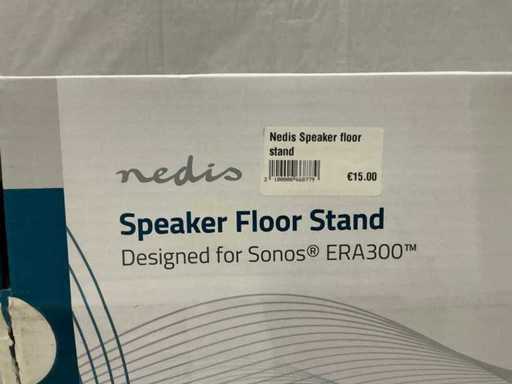 Nedis Speaker floor
stand
€15.00
nedis
Speaker Floor Stand
Designed for Sonos® ERA300™